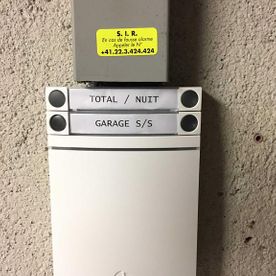 S. I. R.
En cas de fausse alarme
Appeler le N°
+41.22.3.424.424
TOTAL / NUIT
GARAGE S/S